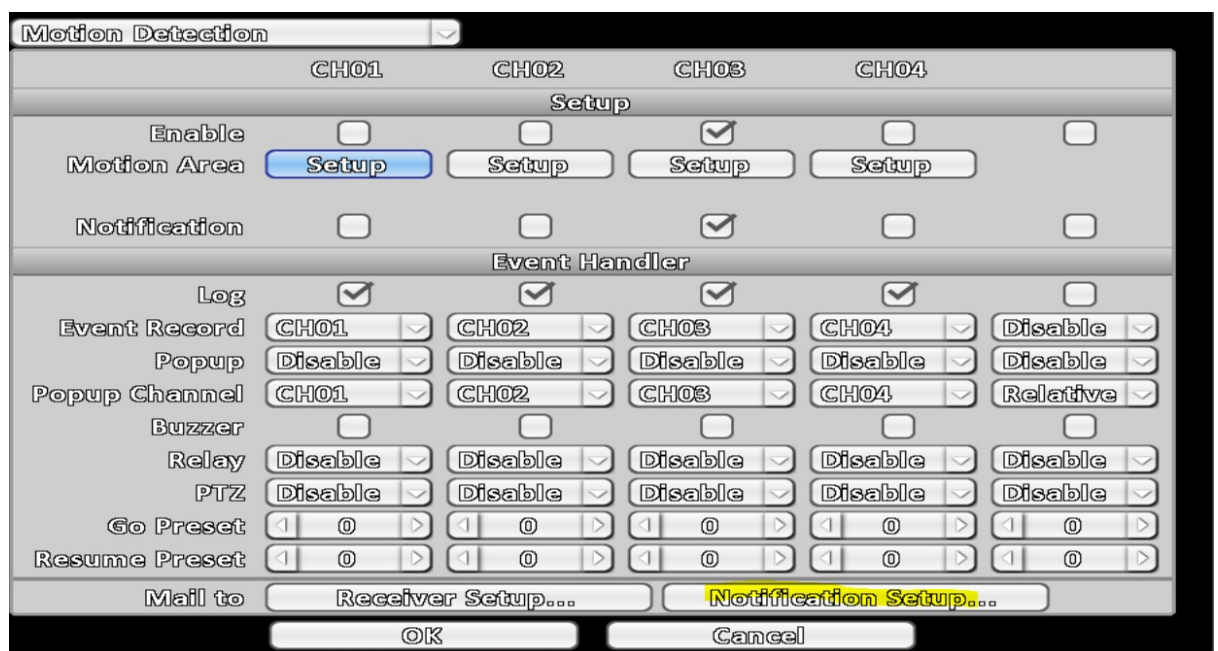 Motion Detection
CH01 CH02 CH03 CH04
Setup
Enable
Motion Area Setup Setup Setup Setup
Notification
Event Handler
Log
Event Record CH01 CH02 CH03 CH04 Disable
Popup Disable Disable Disable Disable Disable
Popup Channel CH01 CH02 CH03 CH04 Relative
Buzzer
Relay Disable Disable Disable Disable Disable
PTZ Disable Disable Disable Disable Disable
Go Preset 0 0 0 0 0
Resume Preset 0 0 0 0 0
Mail to Receiver Setup... Notification Setup...
OK Cancel